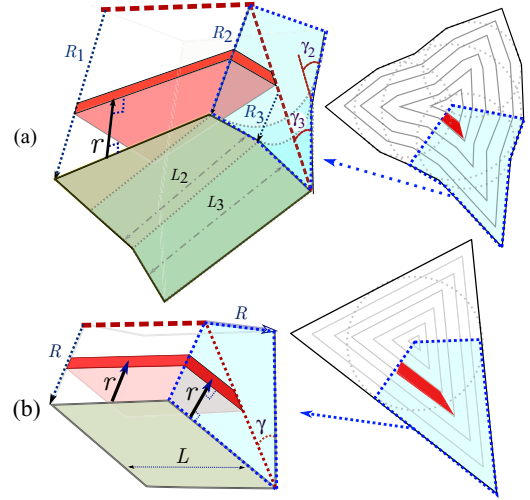 R₁
R₂
γ₂
R₃
γ₃
r
(a)
L₂
L₃
R
R
r
r
(b)
γ
L